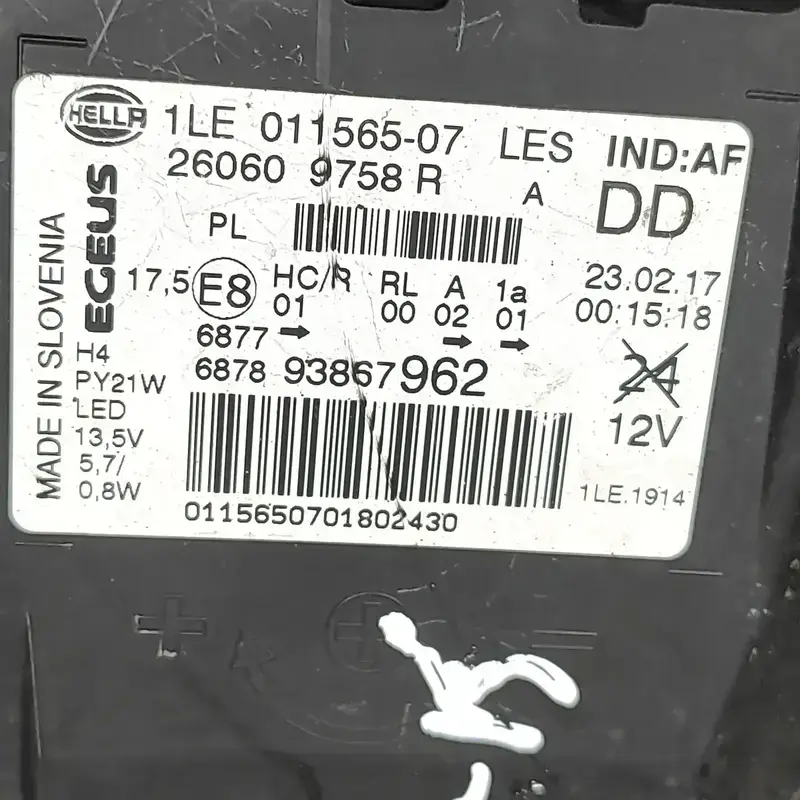 HELLA 1LE 011565-07 LES IND:AF
26060 9758 R A DD
PL
MADE IN SLOVENIA
EGEUS
17,5 E8 HC/R RL A 1a 23.02.17
01 00 02 01 00:15:18
6877 → → →
H4 6878 93867962 24
PY21W 12V
LED
13,5V
5,7/
0,8W 1LE.1914
0115650701802430